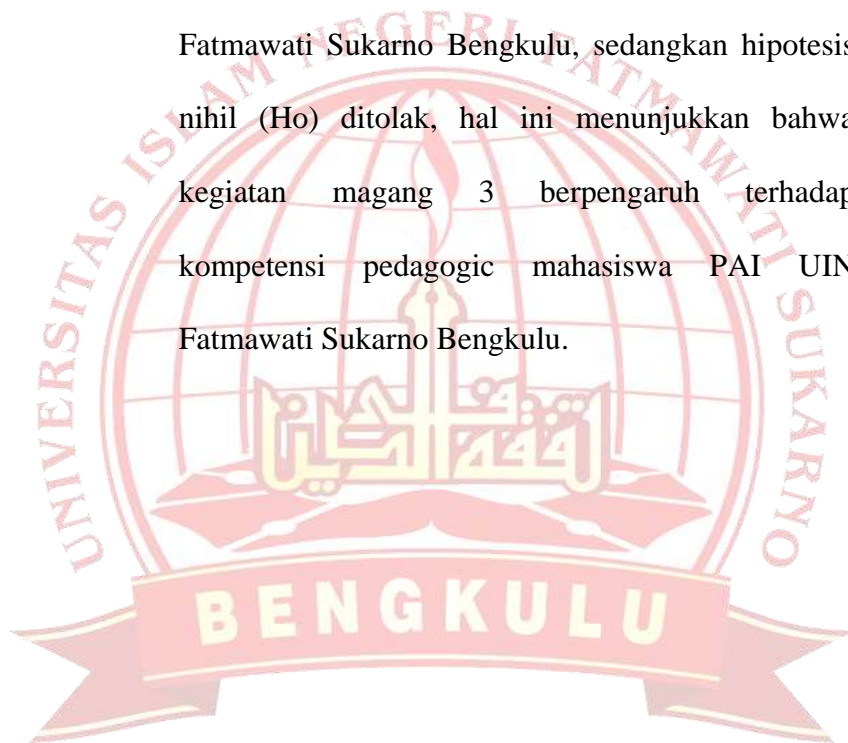 Fatmawati Sukarno Bengkulu, sedangkan hipotesis
nihil (Ho) ditolak, hal ini menunjukkan bahwa
kegiatan magang 3 berpengaruh terhadap
kompetensi pedagogic mahasiswa PAI UIN
Fatmawati Sukarno Bengkulu.
UNIVERSITAS ISLAM NEGERI FATMAWATI SUKARNO
BENGKULU